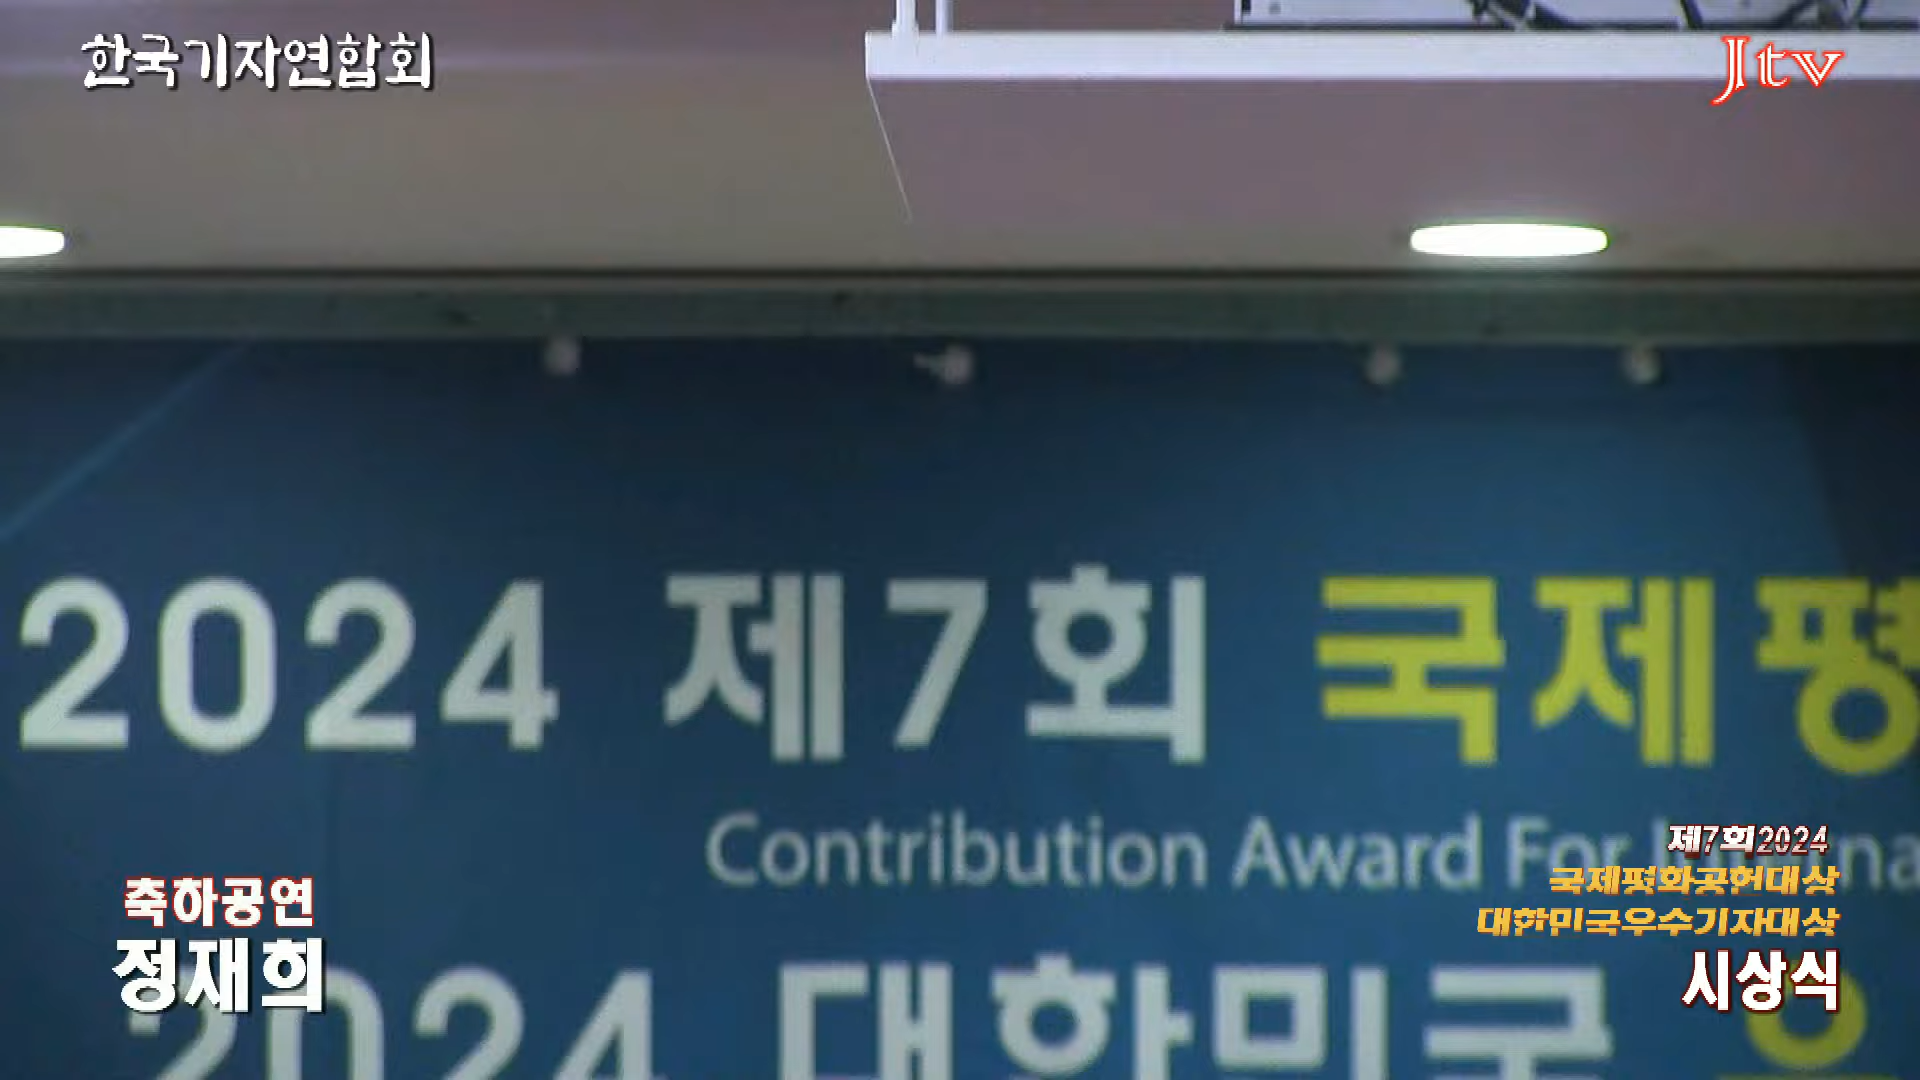 한국기자연합회
Jtv
2024 제7회 국제평
Contribution Award For
제7회2024
국제평화공헌대상
대한민국우수기자대상
시상식
축하공연
정재희
2024 대한민국